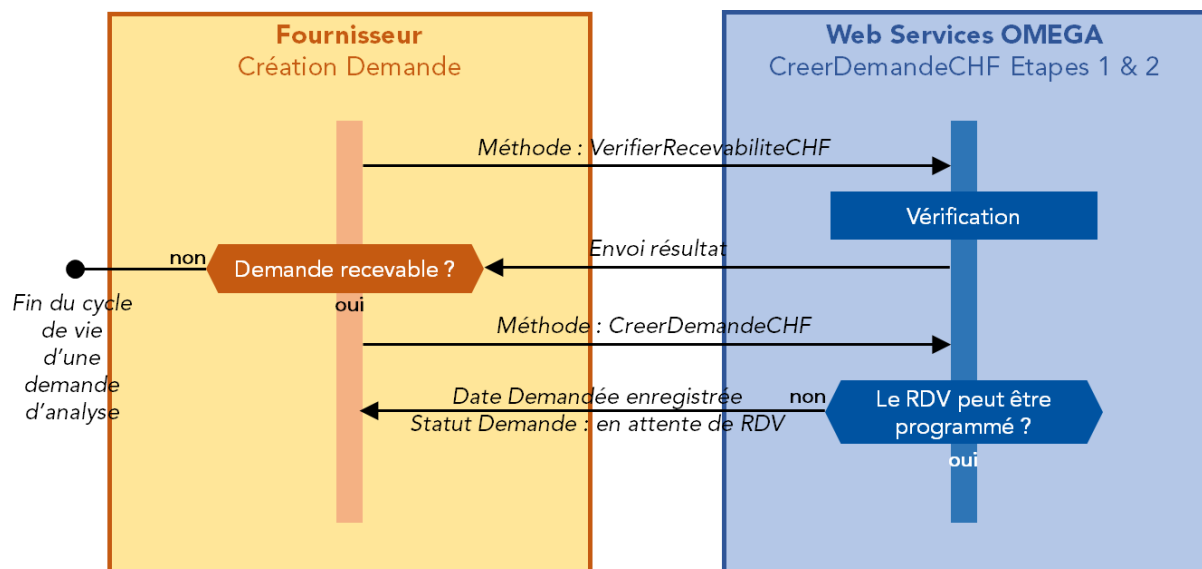 Fournisseur
Création Demande
Web Services OMEGA
CreerDemandeCHF Etapes 1 & 2
Méthode : VerifierRecevabiliteCHF
Vérification
Envoi résultat
non
Demande recevable ?
oui
Fin du cycle
de vie
d'une
demande
d'analyse
Méthode : CreerDemandeCHF
Date Demandée enregistrée
Statut Demande : en attente de RDV
non
Le RDV peut être
programmé ?
oui